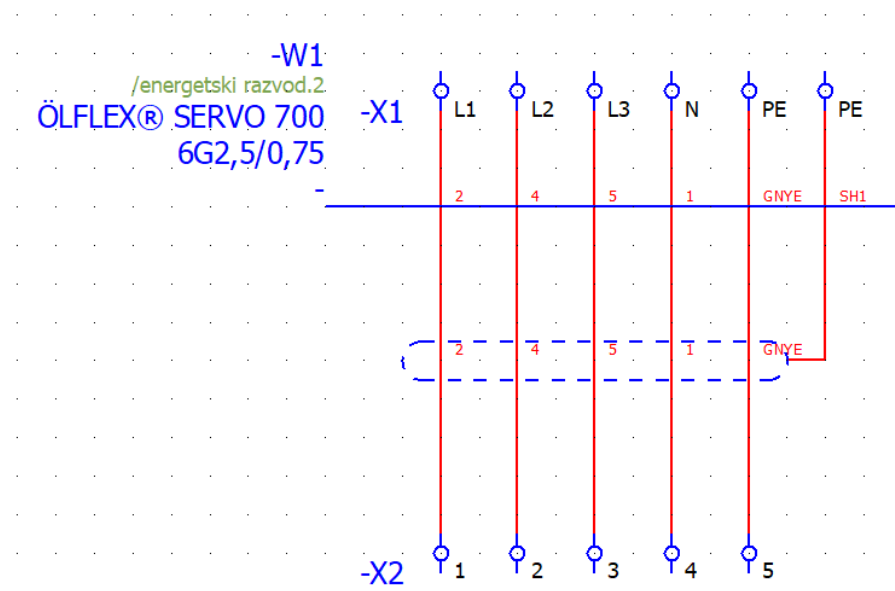 -W1
/energetski razvod.2
ÖLFLEX® SERVO 700
6G2,5/0,75
-
-X1 L1 L2 L3 N PE PE
2 4 5 1 GNYE SH1
2 4 5 1 GNYE
-X2 1 2 3 4 5